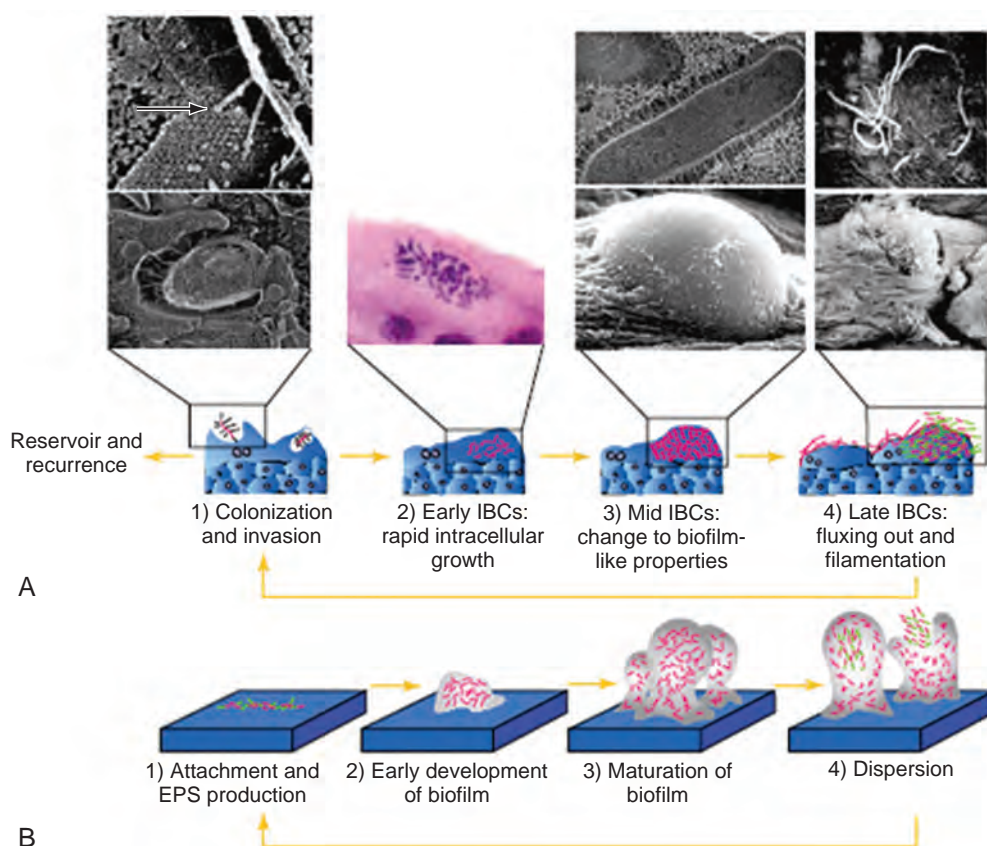 Reservoir and
recurrence
1) Colonization
and invasion
2) Early IBCs:
rapid intracellular
growth
3) Mid IBCs:
change to biofilm-
like properties
4) Late IBCs:
fluxing out and
filamentation
A
1) Attachment and
EPS production
2) Early development
of biofilm
3) Maturation of
biofilm
4) Dispersion
B